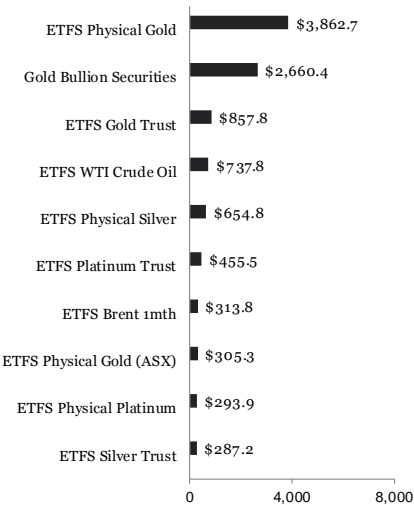 ETFS Physical Gold $3,862.7
Gold Bullion Securities $2,660.4
ETFS Gold Trust $857.8
ETFS WTI Crude Oil $737.8
ETFS Physical Silver $654.8
ETFS Platinum Trust $455.5
ETFS Brent 1mth $313.8
ETFS Physical Gold (ASX) $305.3
ETFS Physical Platinum $293.9
ETFS Silver Trust $287.2
0 4,000 8,000